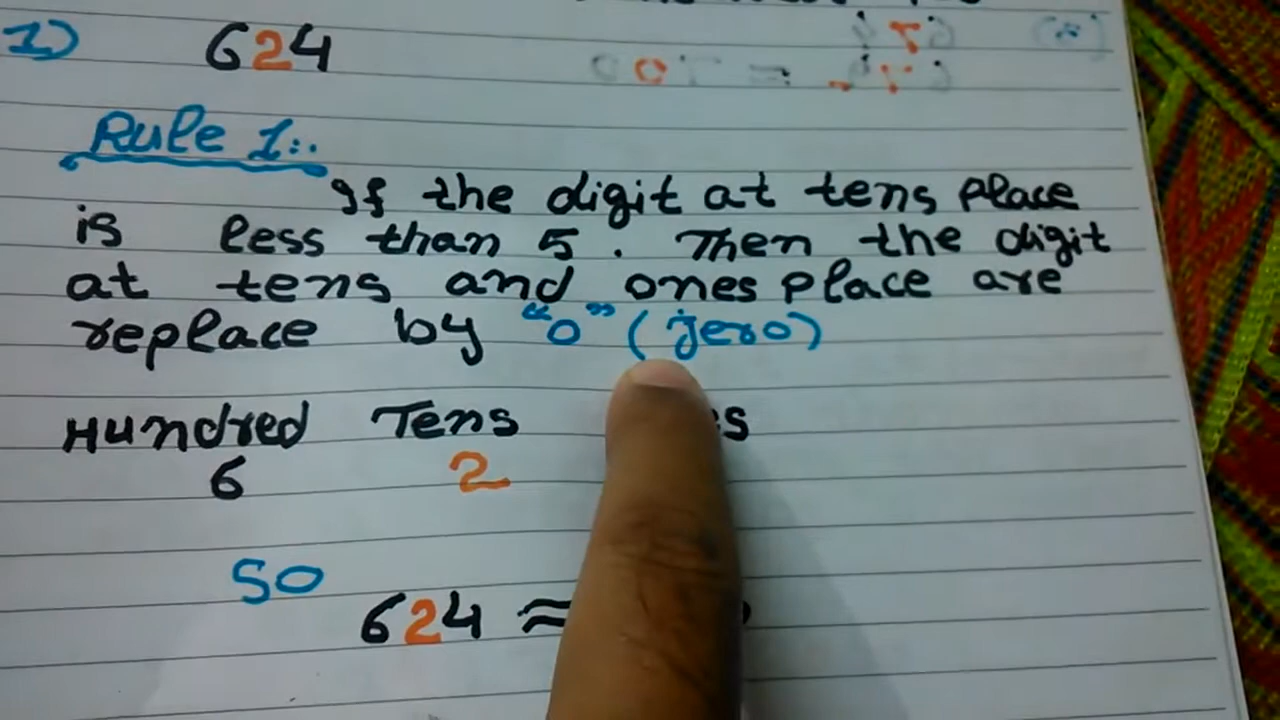 1) 624
Rule 1:.
If the digit at tens place
is less than 5. Then the digit
at tens and ones place are
replace by "0" (jero)
Hundred Tens
6 2
So
624 ≈